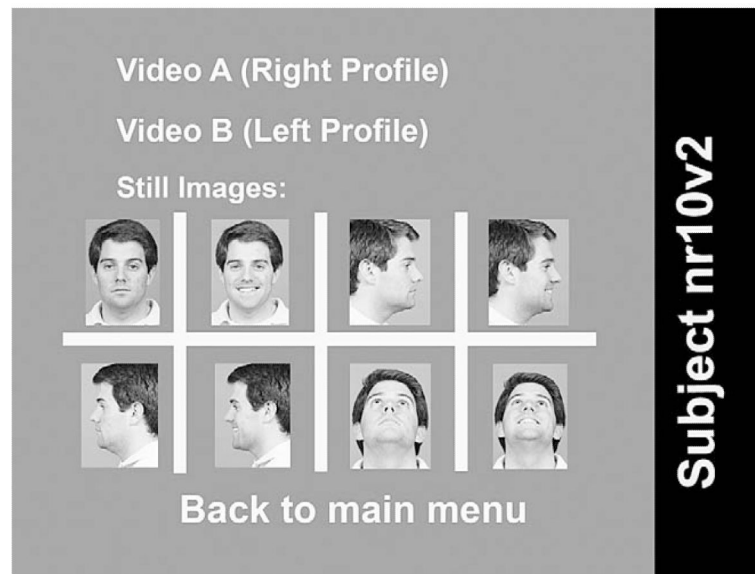 Video A (Right Profile)
Video B (Left Profile)
Still Images:
Back to main menu
Subject nr10v2